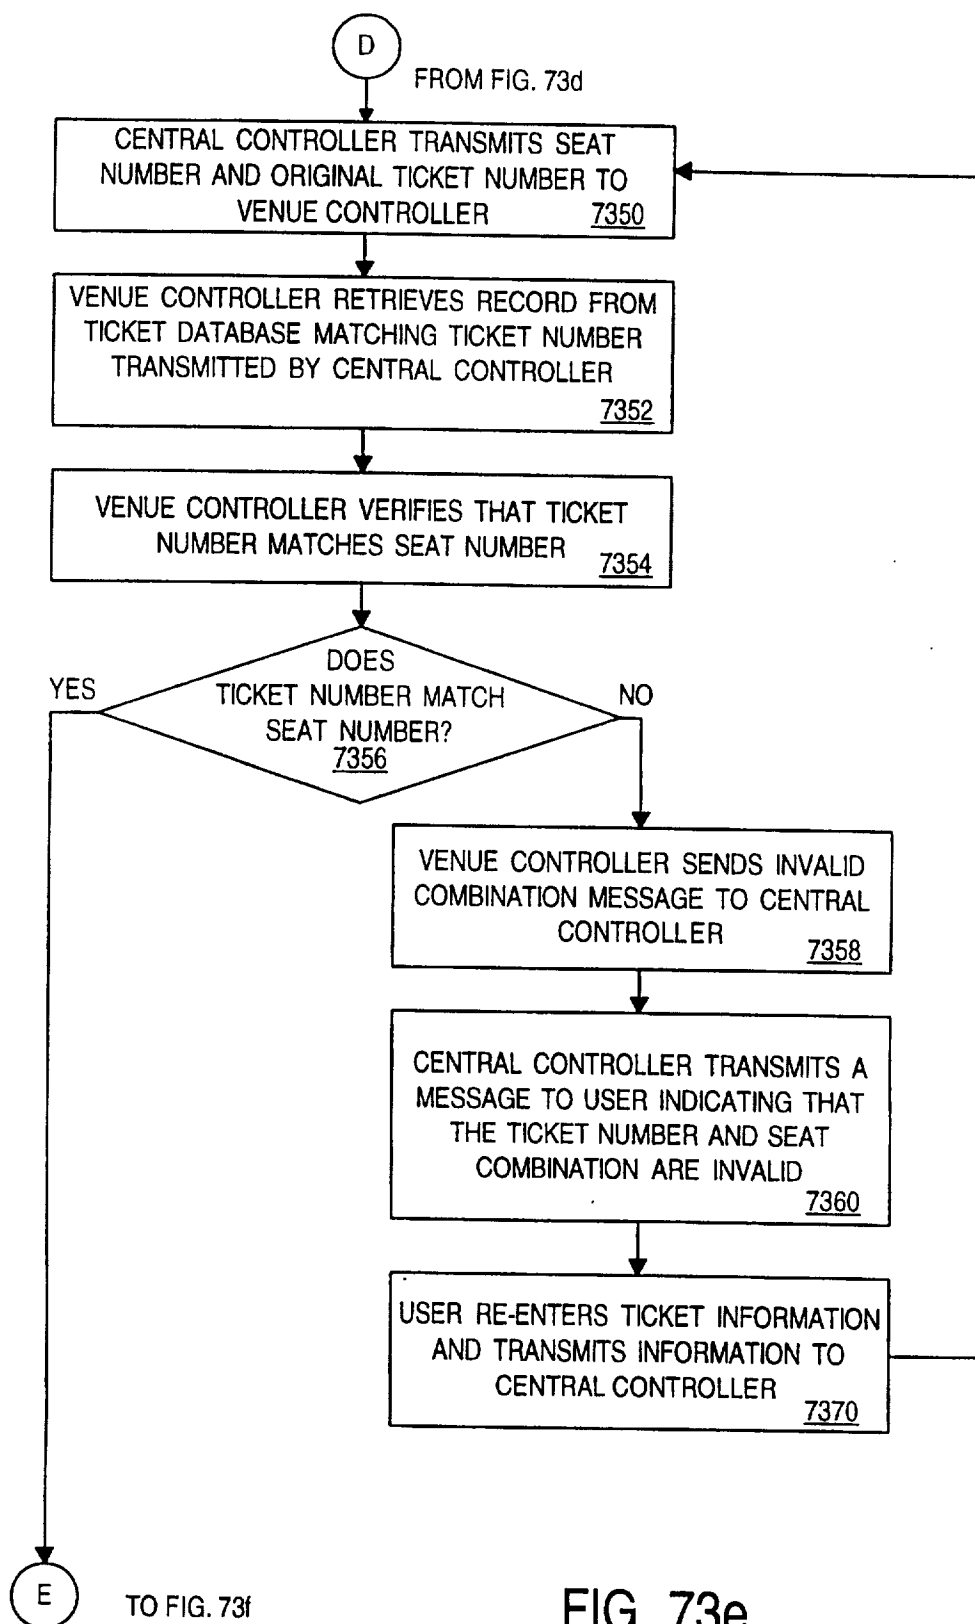 D
FROM FIG. 73d
CENTRAL CONTROLLER TRANSMITS SEAT
NUMBER AND ORIGINAL TICKET NUMBER TO
VENUE CONTROLLER 7350
VENUE CONTROLLER RETRIEVES RECORD FROM
TICKET DATABASE MATCHING TICKET NUMBER
TRANSMITTED BY CENTRAL CONTROLLER
7352
VENUE CONTROLLER VERIFIES THAT TICKET
NUMBER MATCHES SEAT NUMBER 7354
DOES
TICKET NUMBER MATCH
SEAT NUMBER?
7356
YES
NO
VENUE CONTROLLER SENDS INVALID
COMBINATION MESSAGE TO CENTRAL
CONTROLLER 7358
CENTRAL CONTROLLER TRANSMITS A
MESSAGE TO USER INDICATING THAT
THE TICKET NUMBER AND SEAT
COMBINATION ARE INVALID
7360
USER RE-ENTERS TICKET INFORMATION
AND TRANSMITS INFORMATION TO
CENTRAL CONTROLLER
7370
E
TO FIG. 73f
FIG. 73e